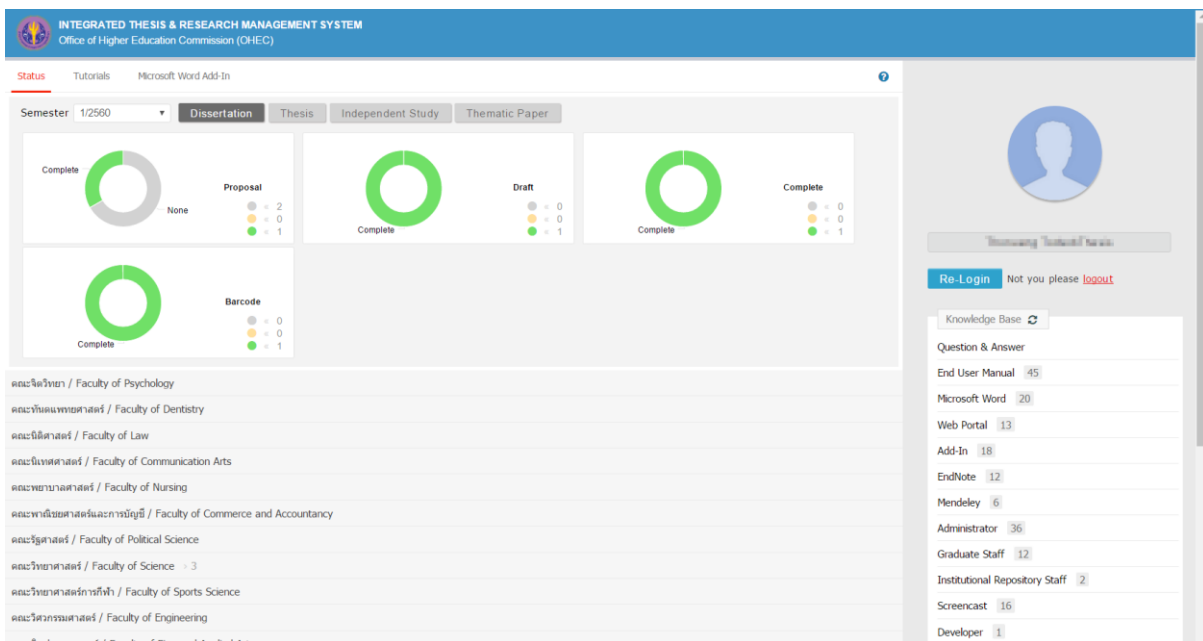 INTEGRATED THESIS & RESEARCH MANAGEMENT SYSTEM
Office of Higher Education Commission (OHEC)
Status Tutorials Microsoft Word Add-In
Semester 1/2560 Dissertation Thesis Independent Study Thematic Paper
Complete
None
Proposal
2
0
1
Complete
Draft
0
0
1
Complete
Complete
0
0
1
Complete
Barcode
0
0
1
คณะจิตวิทยา / Faculty of Psychology
คณะทันตแพทยศาสตร์ / Faculty of Dentistry
คณะนิติศาสตร์ / Faculty of Law
คณะนิเทศศาสตร์ / Faculty of Communication Arts
คณะพยาบาลศาสตร์ / Faculty of Nursing
คณะพาณิชยศาสตร์และการบัญชี / Faculty of Commerce and Accountancy
คณะรัฐศาสตร์ / Faculty of Political Science
คณะวิทยาศาสตร์ / Faculty of Science 3
คณะวิทยาศาสตร์การกีฬา / Faculty of Sports Science
คณะวิศวกรรมศาสตร์ / Faculty of Engineering
Re-Login Not you please logout
Knowledge Base
Question & Answer
End User Manual 45
Microsoft Word 20
Web Portal 13
Add-In 18
EndNote 12
Mendeley 6
Administrator 36
Graduate Staff 12
Institutional Repository Staff 2
Screencast 16
Developer 1